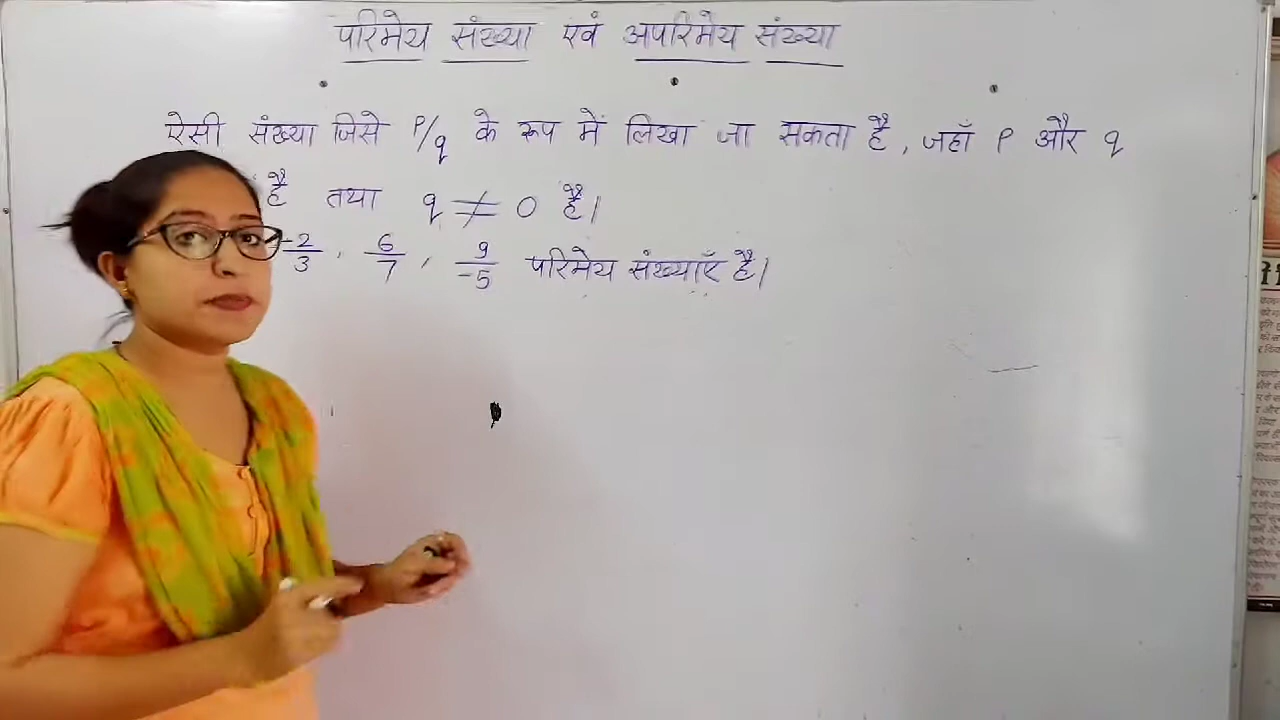 परिमेय संख्या एवं अपरिमेय संख्या
ऐसी संख्या जिसे P/q के रूप में लिखा जा सकता है, जहाँ P और q
है तथा q ≠ 0 है।
-2/3, 6/7, 9/-5 परिमेय संख्याएँ है।